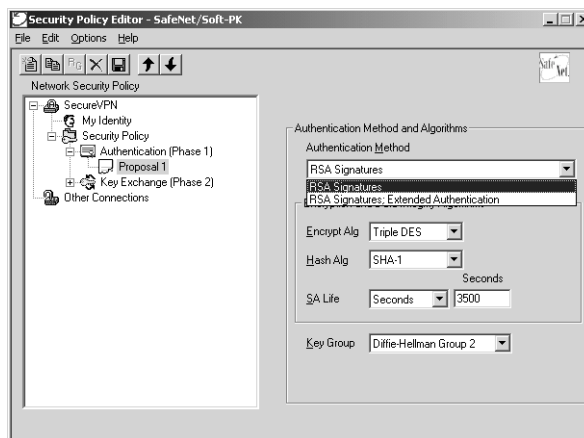 Security Policy Editor - SafeNet/Soft-PK
File Edit Options Help
Safe
Net.
Network Security Policy
SecureVPN
My Identity
Security Policy
Authentication (Phase 1)
Proposal 1
Key Exchange (Phase 2)
Other Connections
Authentication Method and Algorithms
Authentication Method
RSA Signatures
RSA Signatures
RSA Signatures; Extended Authentication
Encrypt Alg Triple DES
Hash Alg SHA-1
Seconds
SA Life Seconds 3500
Key Group Diffie-Hellman Group 2